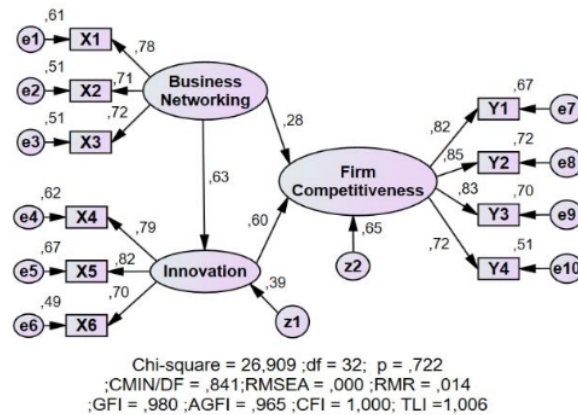 ,61
e1 X1
,78
,51
e2 X2
,71
,51
e3 X3
,72
Business
Networking
,28
,63
,62
e4 X4
,79
,67
e5 X5
,82
,49
e6 X6
,70
Innovation
,60
,39
z1
Firm
Competitiveness
,65
z2
,67
Y1 e7
,82
,72
Y2 e8
,85
,70
Y3 e9
,83
,51
Y4 e10
,72
Chi-square = 26,909 ;df = 32; p = ,722
;CMIN/DF = ,841;RMSEA = ,000 ;RMR = ,014
;GFI = ,980 ;AGFI = ,965 ;CFI = 1,000; TLI =1,006